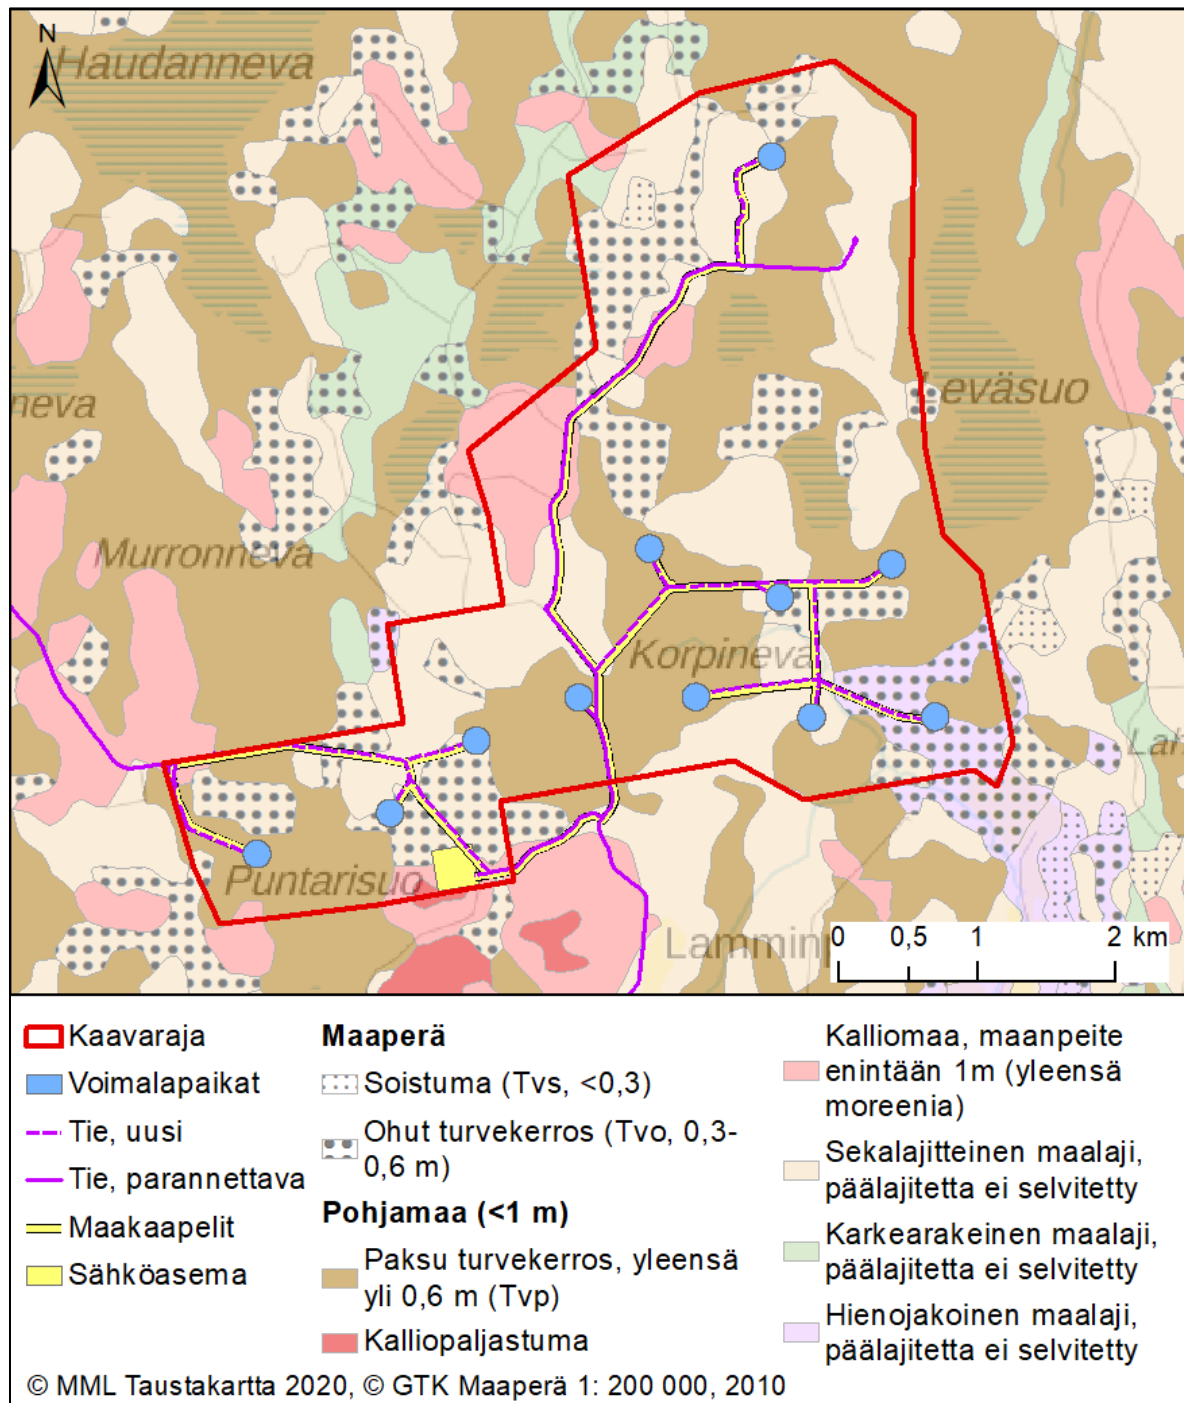 N
Haudanneva
neva
Leväsuo
Murronneva
Korpineva
Lah
Puntarisuo
Lamminp
0 0,5 1 2 km
Kaavaraja
Voimalapaikat
Tie, uusi
Tie, parannettava
Maakaapelit
Sähköasema
Maaperä
Soistuma (Tvs, <0,3)
Ohut turvekerros (Tvo, 0,3-
0,6 m)
Pohjamaa (<1 m)
Paksu turvekerros, yleensä
yli 0,6 m (Tvp)
Kalliopaljastuma
Kalliomaa, maanpeite
enintään 1m (yleensä
moreenia)
Sekalajitteinen maalaji,
päälajitetta ei selvitetty
Karkearakeinen maalaji,
päälajitetta ei selvitetty
Hienojakoinen maalaji,
päälajitetta ei selvitetty
© MML Taustakartta 2020, © GTK Maaperä 1: 200 000, 2010